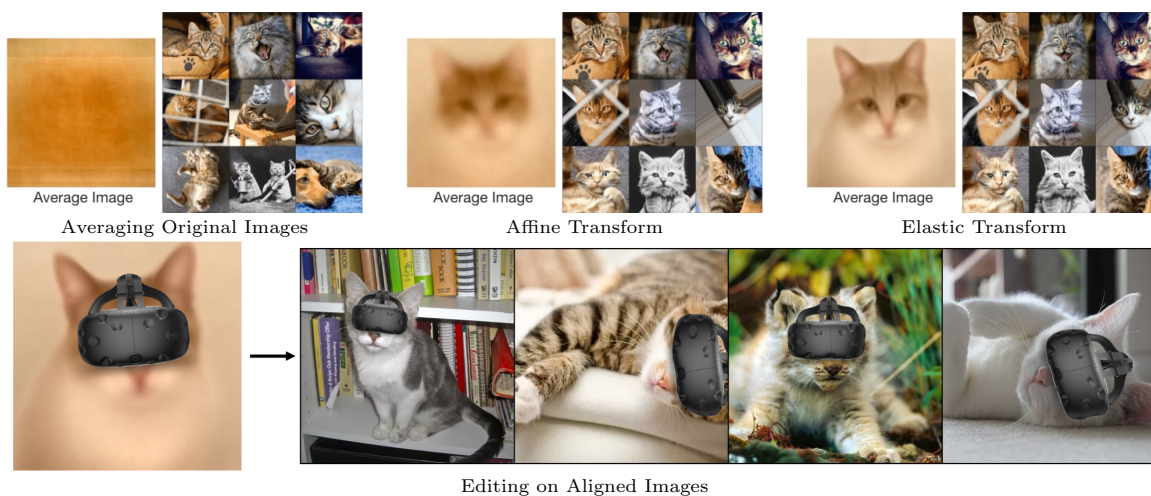 Average Image
Average Image
Average Image
Averaging Original Images
Affine Transform
Elastic Transform
Editing on Aligned Images